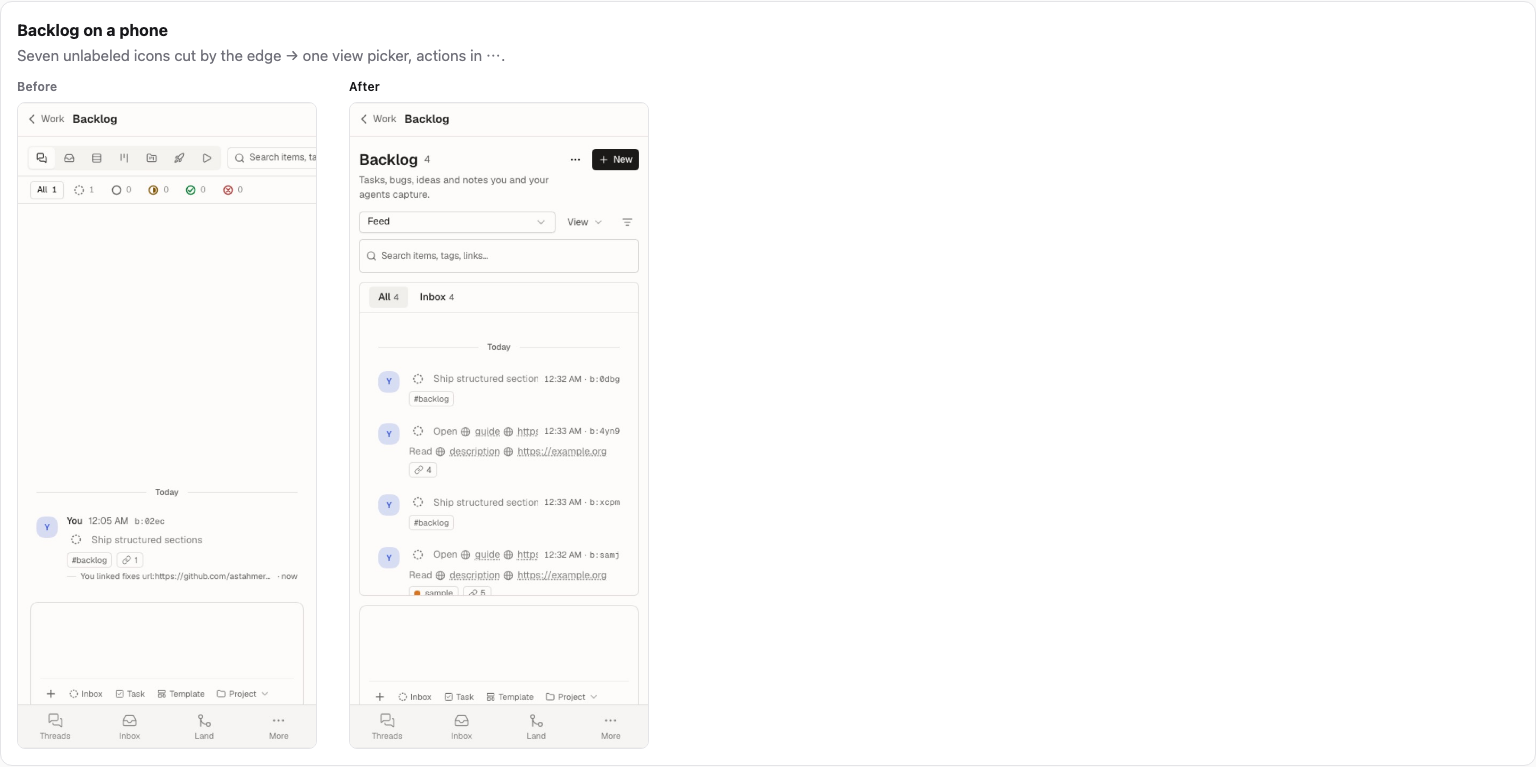 Backlog on a phone
Seven unlabeled icons cut by the edge → one view picker, actions in ···.
Before
Work Backlog
Search items, ta
All 1 1 0 0 0 0
Today
Y You 12:05 AM b:02ec
Ship structured sections
#backlog 1
You linked fixes url:https://github.com/astahmer… · now
+ Inbox Task Template Project
Threads Inbox Land More
After
Work Backlog
Backlog 4 ··· + New
Tasks, bugs, ideas and notes you and your
agents capture.
Feed View
Search items, tags, links…
All 4 Inbox 4
Today
Y Ship structured section 12:32 AM · b:0dbg
#backlog
Y Open guide https 12:33 AM · b:4yn9
Read description https://example.org
4
Y Ship structured section 12:33 AM · b:xcpm
#backlog
Y Open guide https 12:32 AM · b:samj
Read description https://example.org
sample 5
+ Inbox Task Template Project
Threads Inbox Land More